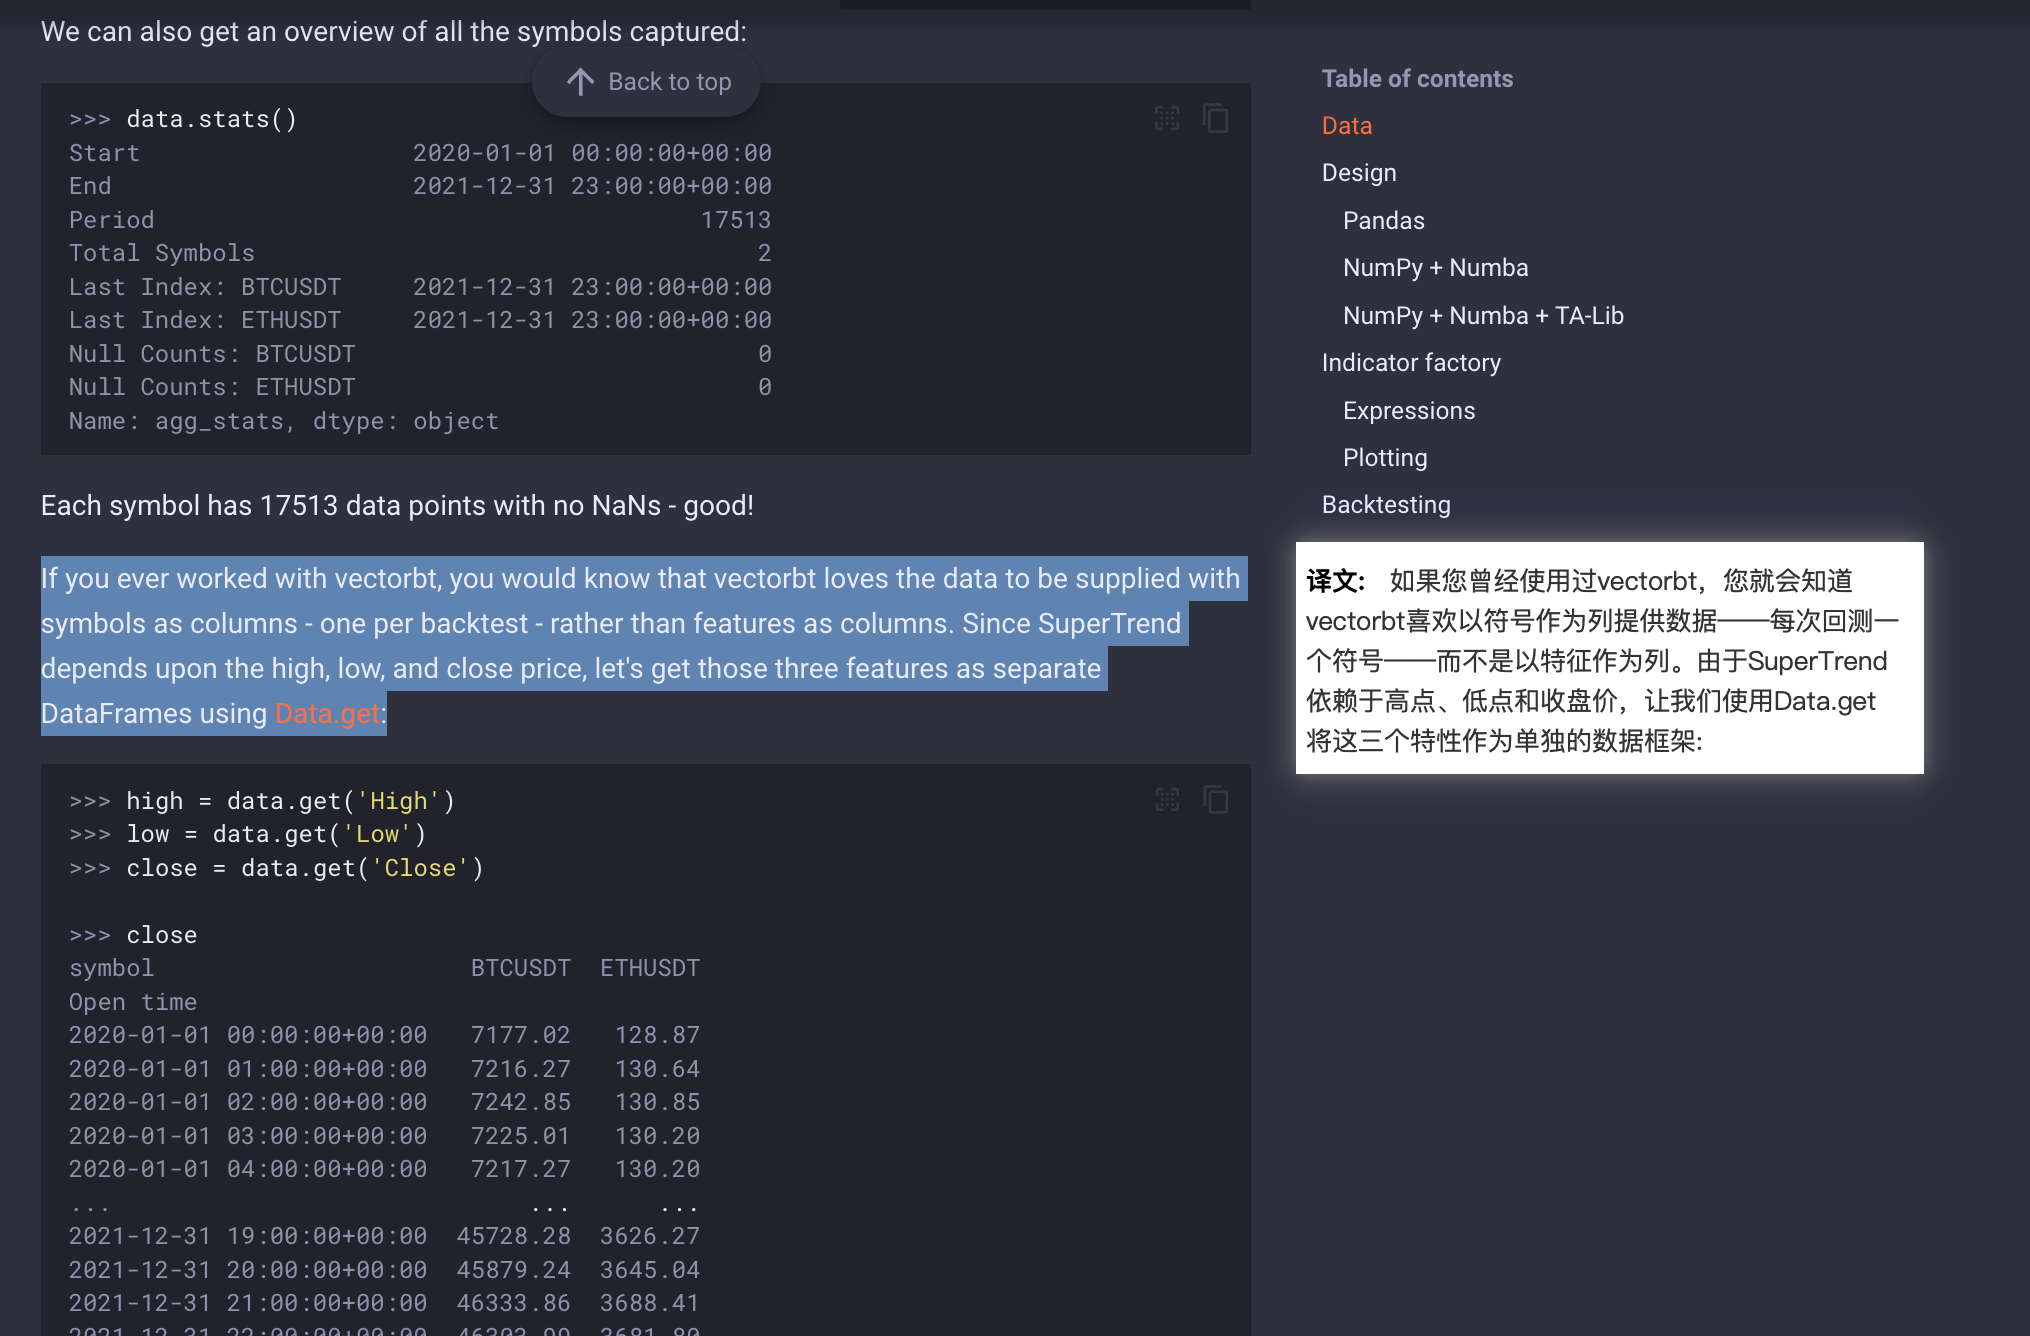 We can also get an overview of all the symbols captured:
Back to top
>>> data.stats()
Start                   2020-01-01 00:00:00+00:00
End                     2021-12-31 23:00:00+00:00
Period                                      17513
Total Symbols                                   2
Last Index: BTCUSDT     2021-12-31 23:00:00+00:00
Last Index: ETHUSDT     2021-12-31 23:00:00+00:00
Null Counts: BTCUSDT                            0
Null Counts: ETHUSDT                            0
Name: agg_stats, dtype: object
Each symbol has 17513 data points with no NaNs - good!
If you ever worked with vectorbt, you would know that vectorbt loves the data to be supplied with
symbols as columns - one per backtest - rather than features as columns. Since SuperTrend
depends upon the high, low, and close price, let's get those three features as separate
DataFrames using Data.get:
>>> high = data.get('High')
>>> low = data.get('Low')
>>> close = data.get('Close')
>>> close
symbol                      BTCUSDT  ETHUSDT
Open time
2020-01-01 00:00:00+00:00   7177.02   128.87
2020-01-01 01:00:00+00:00   7216.27   130.64
2020-01-01 02:00:00+00:00   7242.85   130.85
2020-01-01 03:00:00+00:00   7225.01   130.20
2020-01-01 04:00:00+00:00   7217.27   130.20
...                             ...      ...
2021-12-31 19:00:00+00:00  45728.28  3626.27
2021-12-31 20:00:00+00:00  45879.24  3645.04
2021-12-31 21:00:00+00:00  46333.86  3688.41
2021-12-31 22:00:00+00:00  46303.99  3681.80
Table of contents
Data
Design
Pandas
NumPy + Numba
NumPy + Numba + TA-Lib
Indicator factory
Expressions
Plotting
Backtesting
译文: 如果您曾经使用过vectorbt，您就会知道
vectorbt喜欢以符号作为列提供数据——每次回测一
个符号——而不是以特征作为列。由于SuperTrend
依赖于高点、低点和收盘价，让我们使用Data.get
将这三个特性作为单独的数据框架: